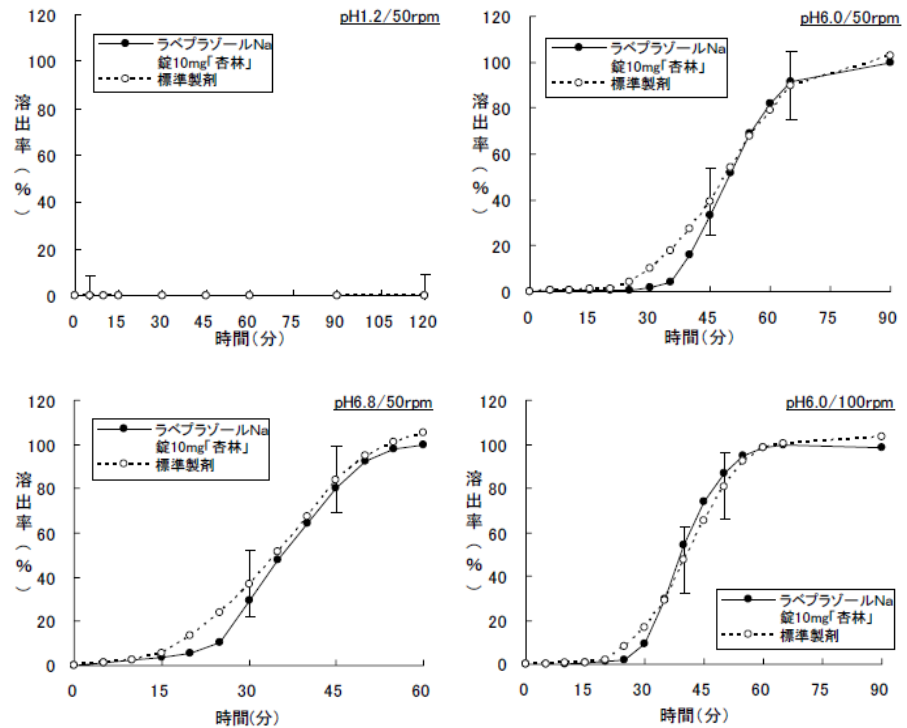 pH1.2/50rpm
ラベプラゾールNa
錠10mg「杏林」
標準製剤
溶出率(%)
120
100
80
60
40
20
0
0 15 30 45 60 75 90 105 120
時間(分)
pH6.0/50rpm
ラベプラゾールNa
錠10mg「杏林」
標準製剤
溶出率(%)
120
100
80
60
40
20
0
0 15 30 45 60 75 90
時間(分)
pH6.8/50rpm
ラベプラゾールNa
錠10mg「杏林」
標準製剤
溶出率(%)
120
100
80
60
40
20
0
0 15 30 45 60
時間(分)
pH6.0/100rpm
溶出率(%)
120
100
80
60
40
20
0
ラベプラゾールNa
錠10mg「杏林」
標準製剤
0 15 30 45 60 75 90
時間(分)